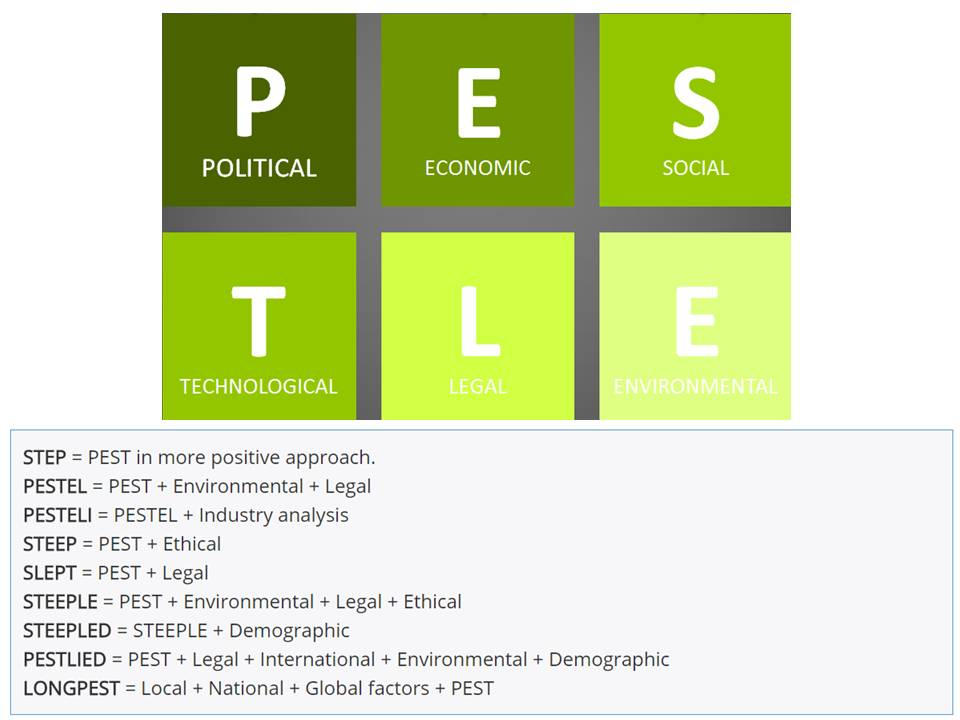 P E S
POLITICAL ECONOMIC SOCIAL
T L E
TECHNOLOGICAL LEGAL ENVIRONMENTAL
STEP = PEST in more positive approach.
PESTEL = PEST + Environmental + Legal
PESTELI = PESTEL + Industry analysis
STEEP = PEST + Ethical
SLEPT = PEST + Legal
STEEPLE = PEST + Environmental + Legal + Ethical
STEEPLED = STEEPLE + Demographic
PESTLIED = PEST + Legal + International + Environmental + Demographic
LONGPEST = Local + National + Global factors + PEST